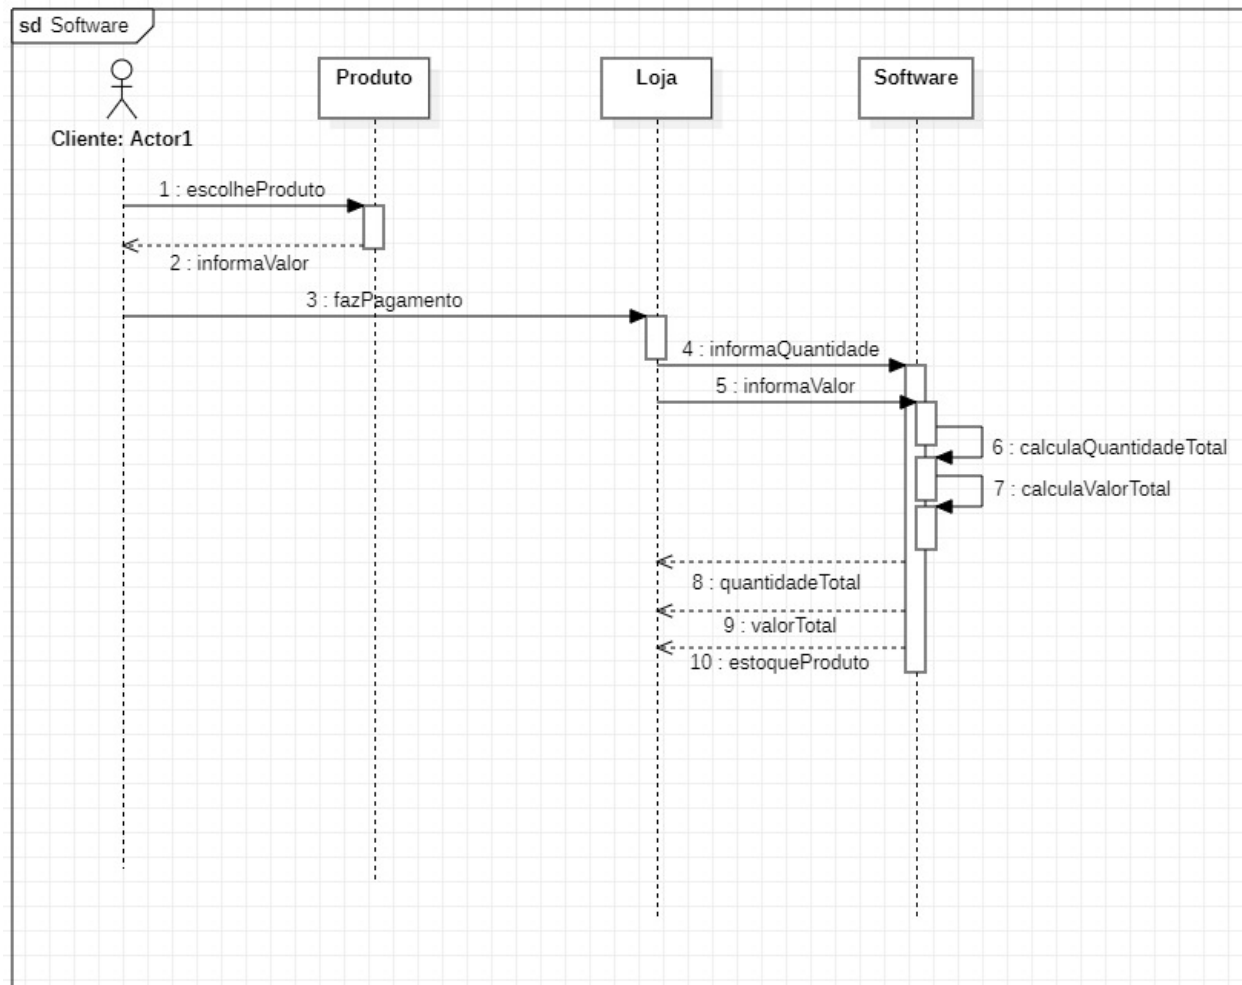 sd Software
Produto
Loja
Software
Cliente: Actor1
1 : escolheProduto
2 : informaValor
3 : fazPagamento
4 : informaQuantidade
5 : informaValor
6 : calculaQuantidadeTotal
7 : calculaValorTotal
8 : quantidadeTotal
9 : valorTotal
10 : estoqueProduto